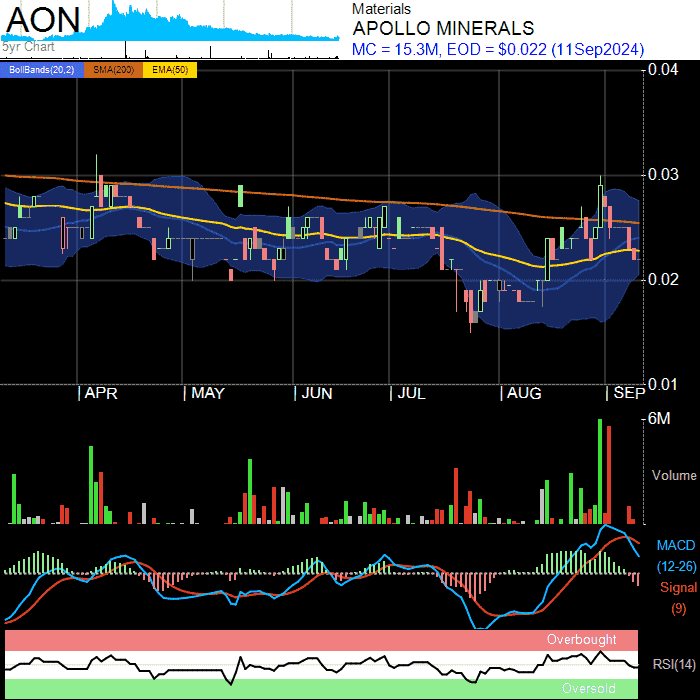 AON
5yr Chart
Materials
APOLLO MINERALS
MC = 15.3M, EOD = $0.022 (11Sep2024)
BollBands(20,2) SMA(200) EMA(50)
0.04
0.03
0.02
0.01
APR MAY JUN JUL AUG SEP
6M
Volume
MACD
(12-26)
Signal
(9)
Overbought
RSI(14)
Oversold